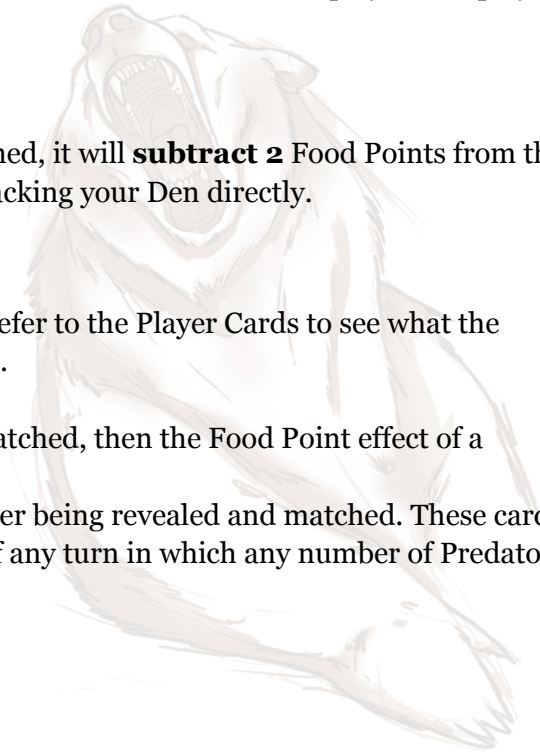 ned, it will subtract 2 Food Points from th
acking your Den directly.
efer to the Player Cards to see what the
.
atched, then the Food Point effect of a
er being revealed and matched. These card
f any turn in which any number of Predato